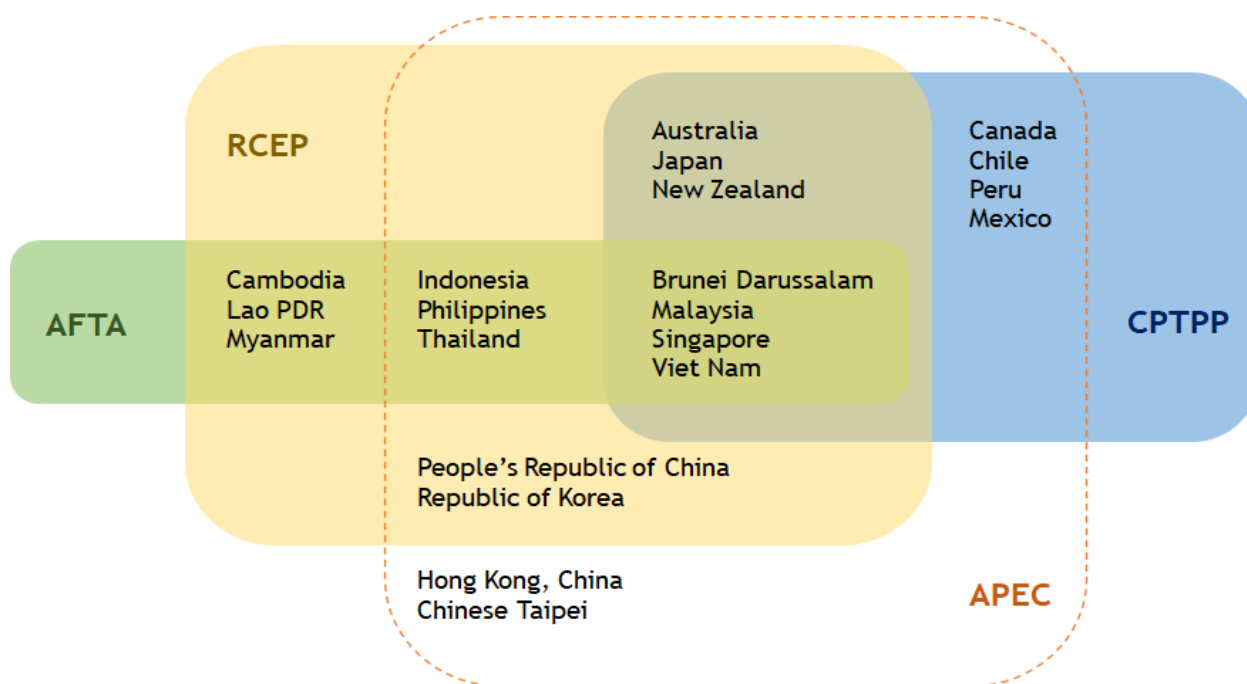 RCEP
Australia
Japan
New Zealand
Canada
Chile
Peru
Mexico
AFTA
Cambodia
Lao PDR
Myanmar
Indonesia
Philippines
Thailand
Brunei Darussalam
Malaysia
Singapore
Viet Nam
CPTPP
People’s Republic of China
Republic of Korea
Hong Kong, China
Chinese Taipei
APEC